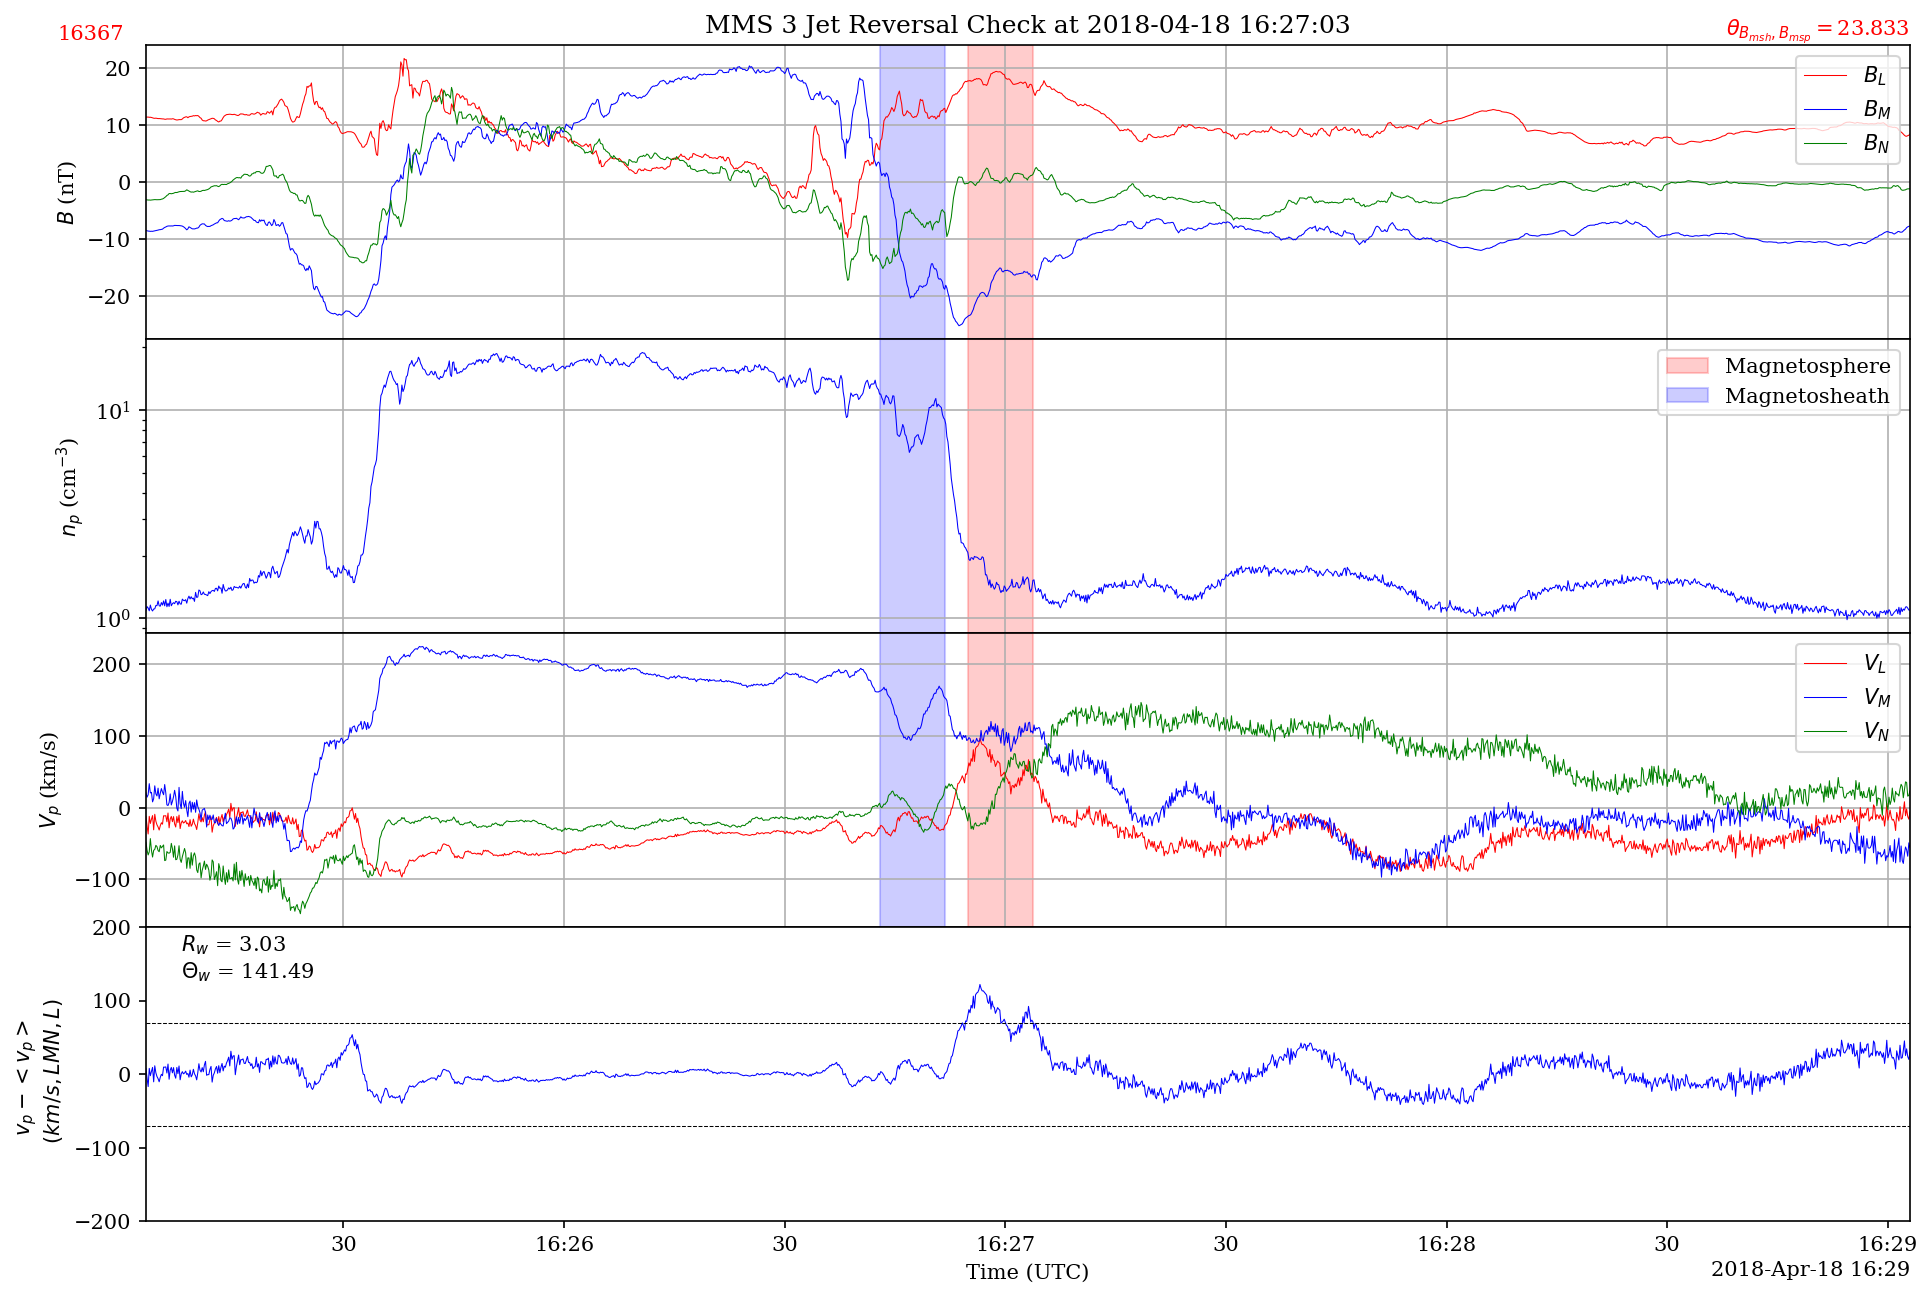 16367
MMS 3 Jet Reversal Check at 2018-04-18 16:27:03
θ_{B_{msh}, B_{msp}} = 23.833
20
10
0
−10
−20
B (nT)
B_L
B_M
B_N
10^1
10^0
n_p (cm^{−3})
Magnetosphere
Magnetosheath
200
100
0
−100
V_p (km/s)
V_L
V_M
V_N
200
100
0
−100
−200
v_p − < v_p >
(km/s, LMN, L)
R_w = 3.03
Θ_w = 141.49
30
16:26
30
16:27
30
16:28
30
16:29
Time (UTC)
2018-Apr-18 16:29